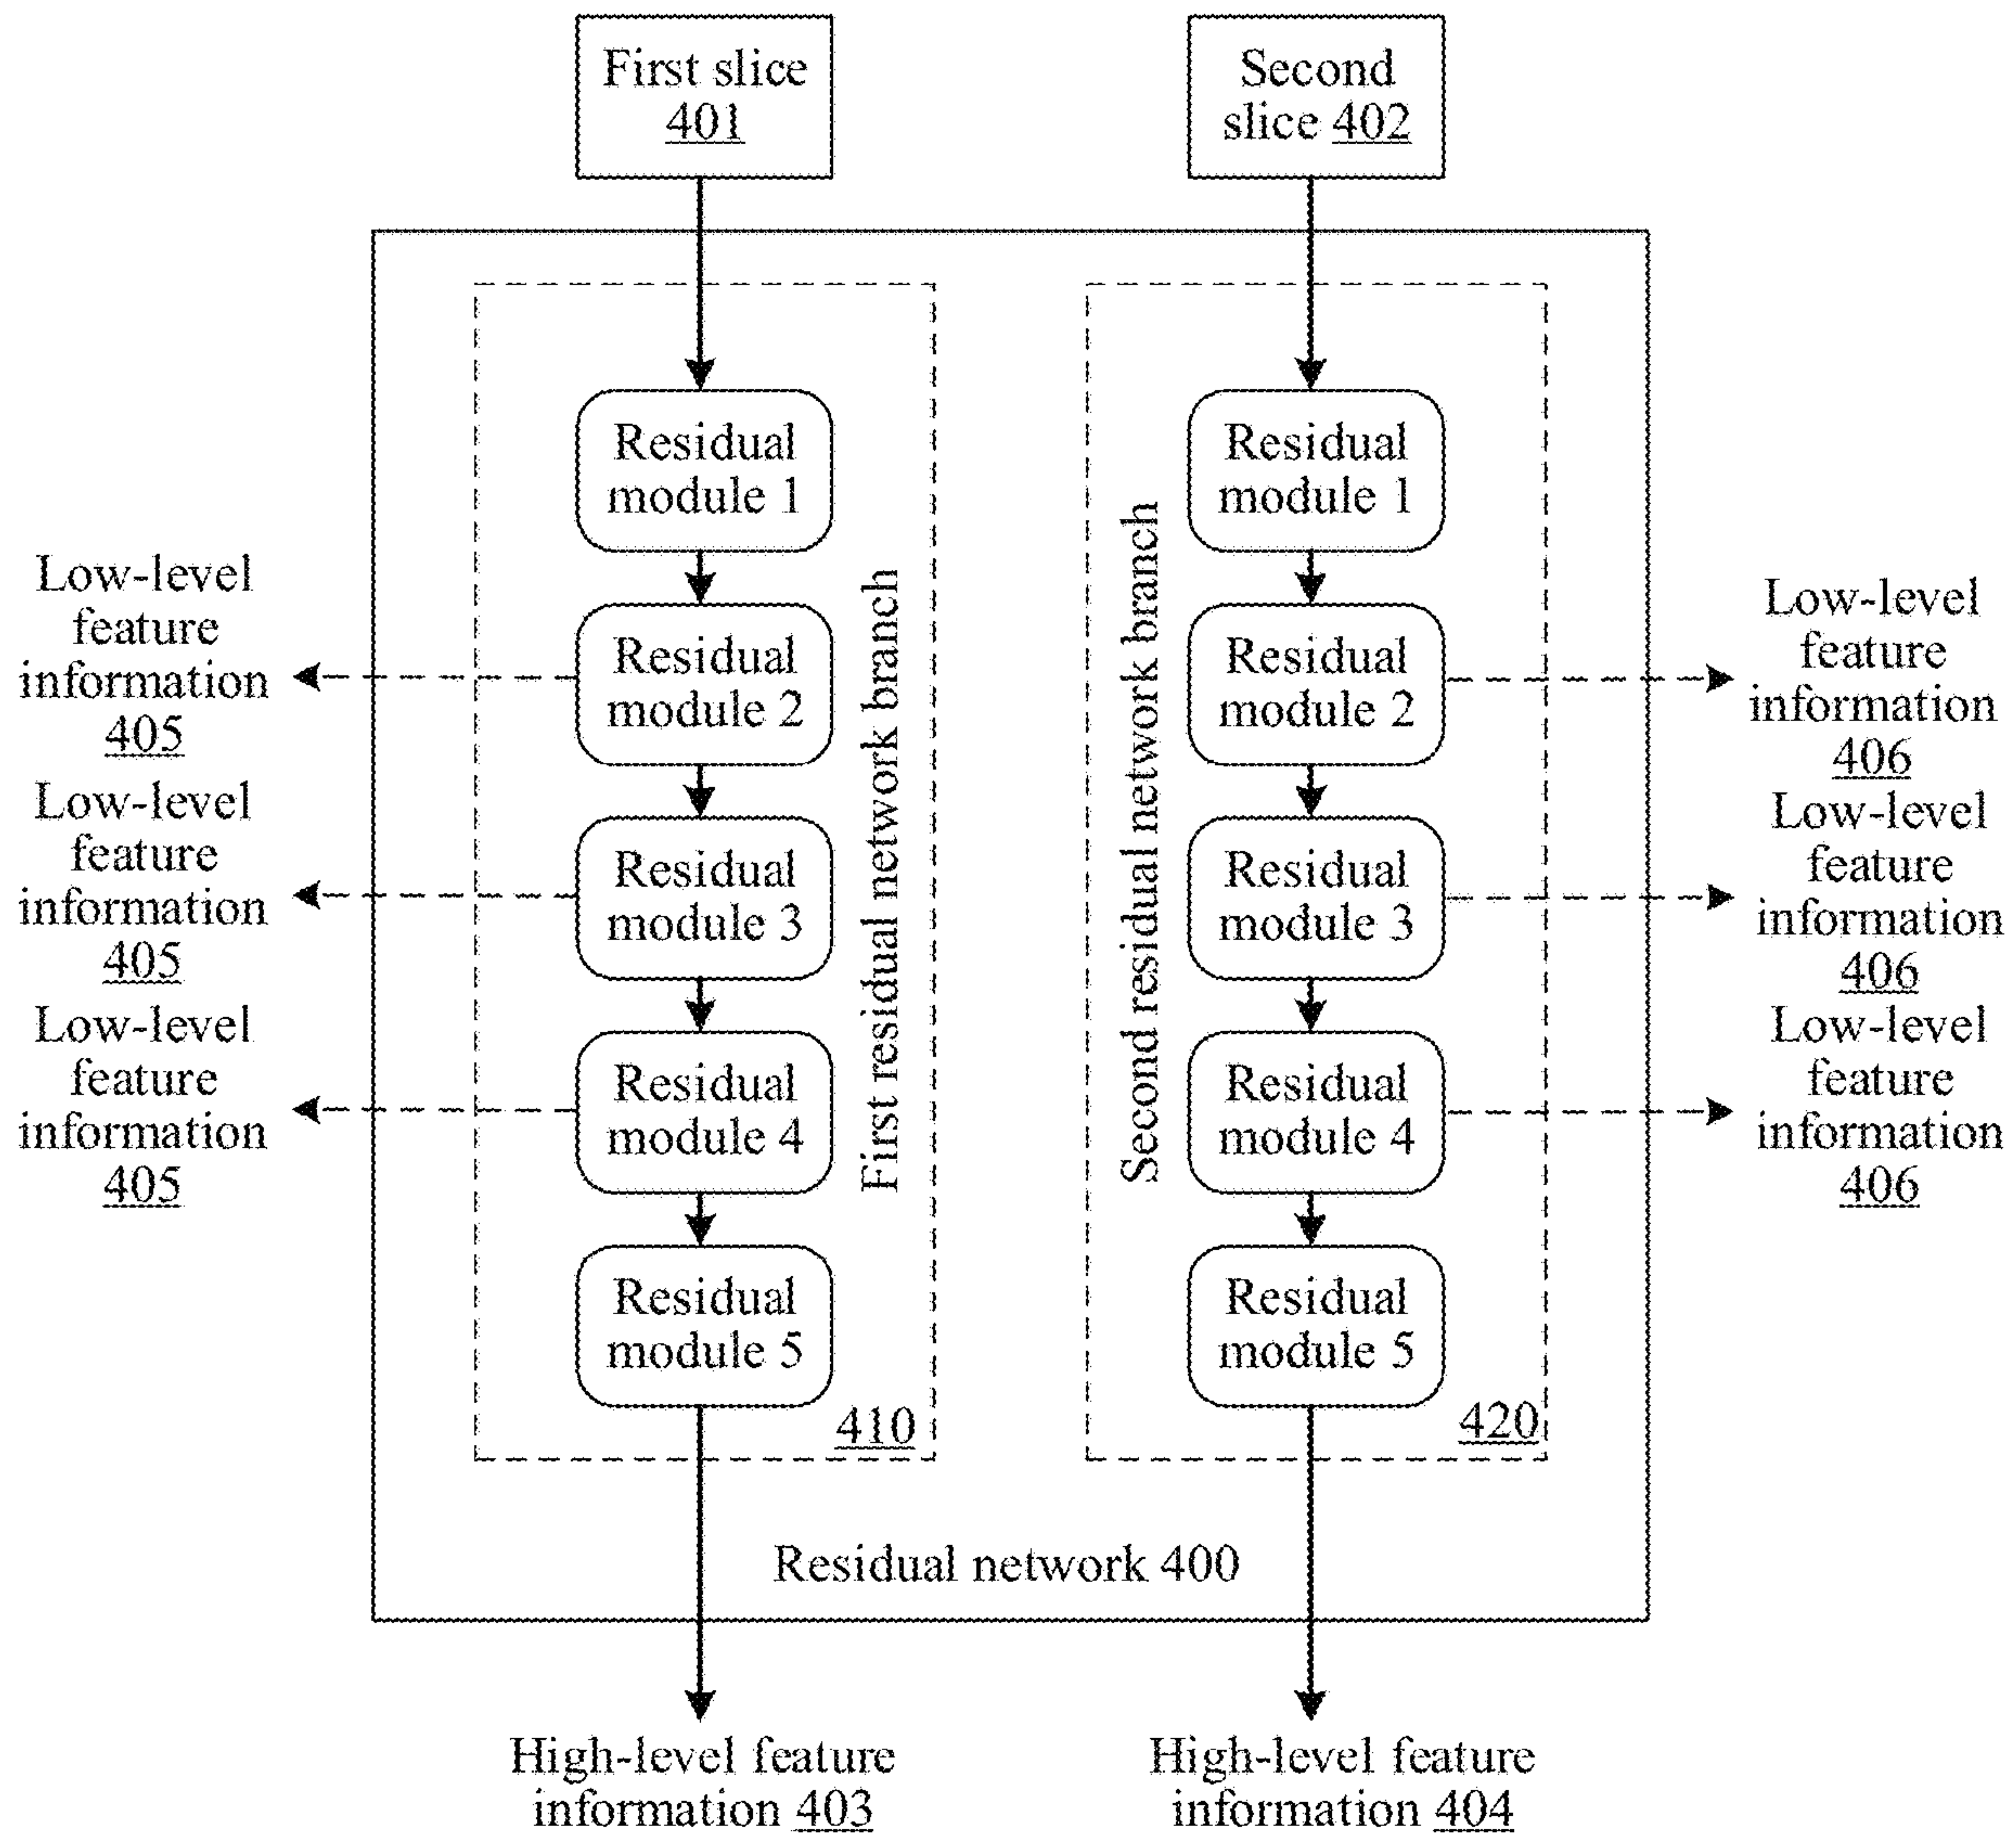 First slice
401
Second
slice 402
Residual
module 1
Residual
module 2
Residual
module 3
Residual
module 4
Residual
module 5
First residual network branch
410
Low-level
feature
information
405
Low-level
feature
information
405
Low-level
feature
information
405
Residual
module 1
Residual
module 2
Residual
module 3
Residual
module 4
Residual
module 5
Second residual network branch
420
Low-level
feature
information
406
Low-level
feature
information
406
Low-level
feature
information
406
Residual network 400
High-level feature
information 403
High-level feature
information 404